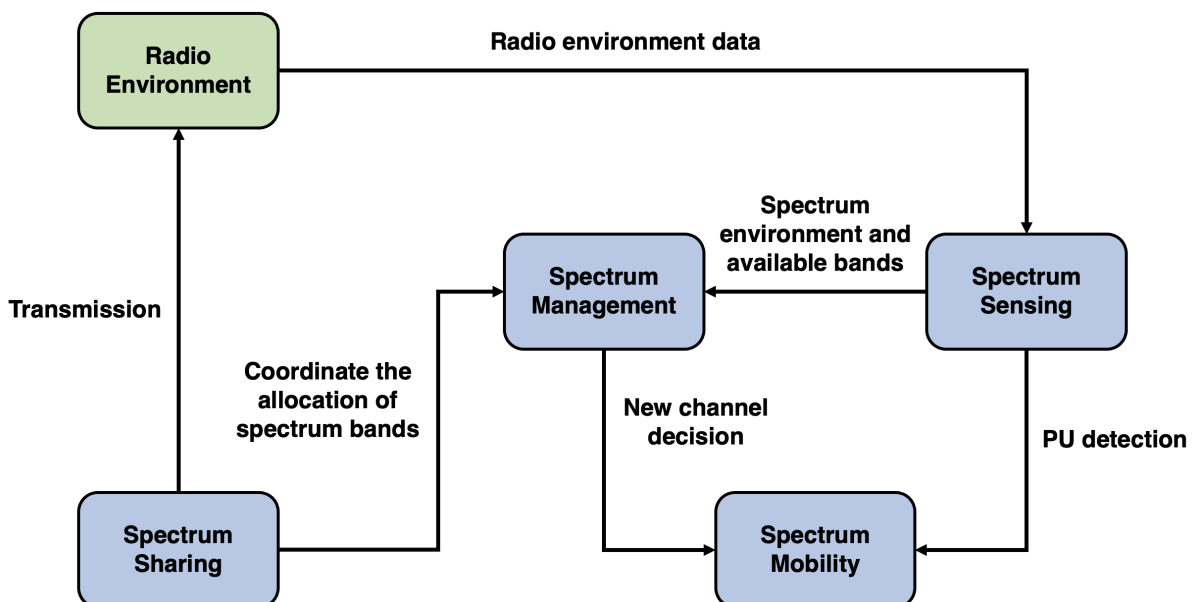 Radio
Environment
Radio environment data
Spectrum
environment and
available bands
Spectrum
Management
Spectrum
Sensing
Transmission
Coordinate the
allocation of
spectrum bands
New channel
decision
PU detection
Spectrum
Sharing
Spectrum
Mobility